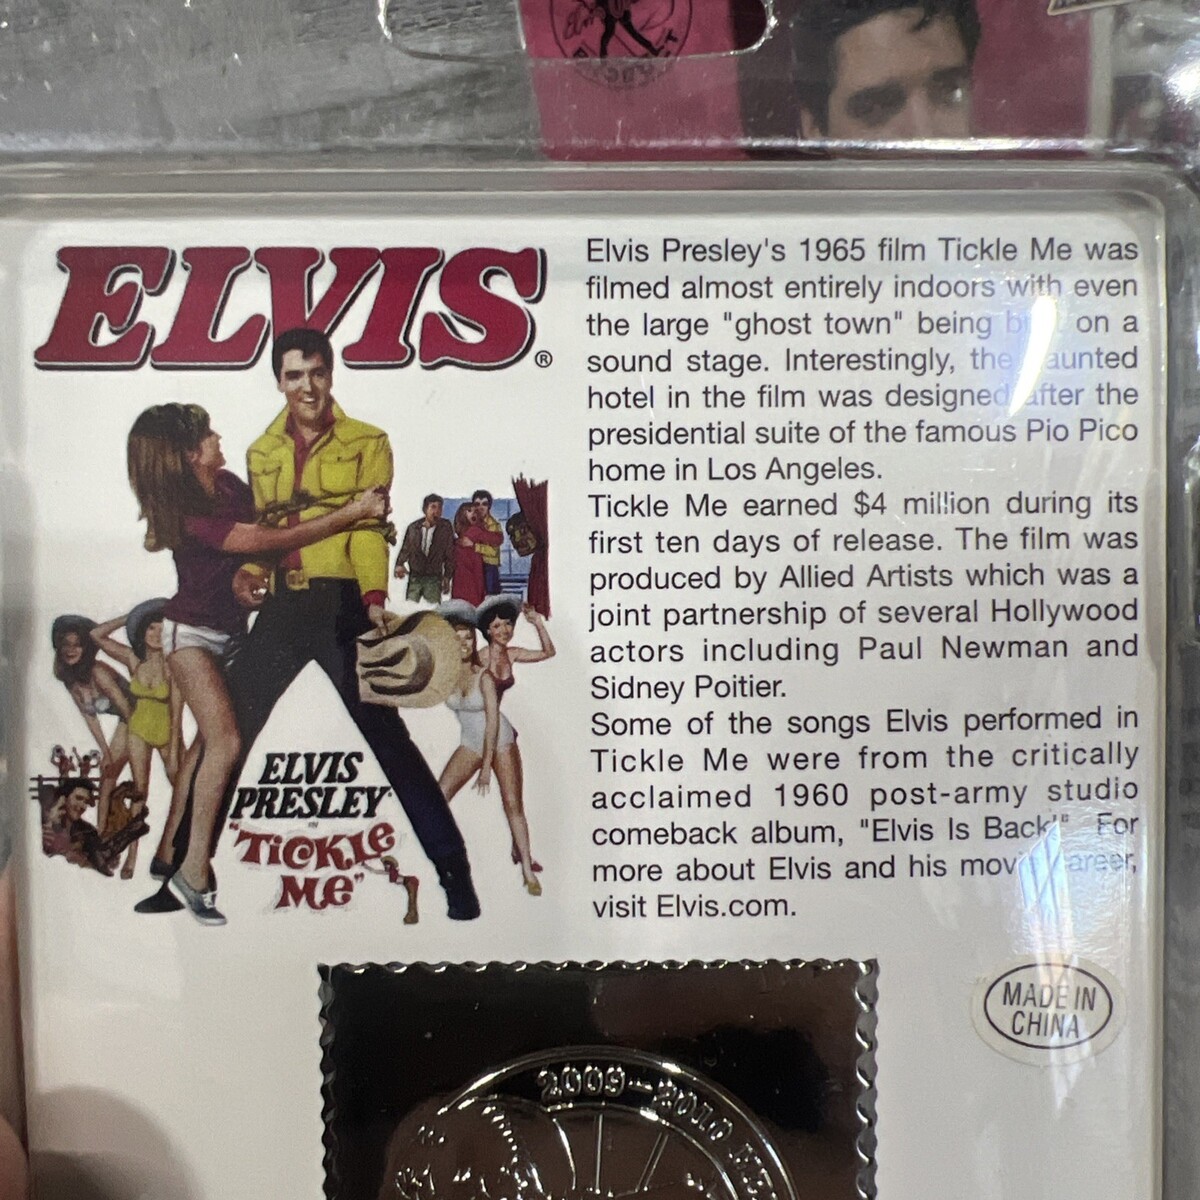 ELVIS®
Elvis Presley's 1965 film Tickle Me was
filmed almost entirely indoors with even
the large "ghost town" being on a
sound stage. Interestingly, the haunted
hotel in the film was designed after the
presidential suite of the famous Pio Pico
home in Los Angeles.
Tickle Me earned $4 million during its
first ten days of release. The film was
produced by Allied Artists which was a
joint partnership of several Hollywood
actors including Paul Newman and
Sidney Poitier.
Some of the songs Elvis performed in
Tickle Me were from the critically
acclaimed 1960 post-army studio
comeback album, "Elvis Is Back!" For
more about Elvis and his movie career,
visit Elvis.com.
ELVIS
PRESLEY
IN
"TICKLE
ME"
MADE IN
CHINA
2009-2010